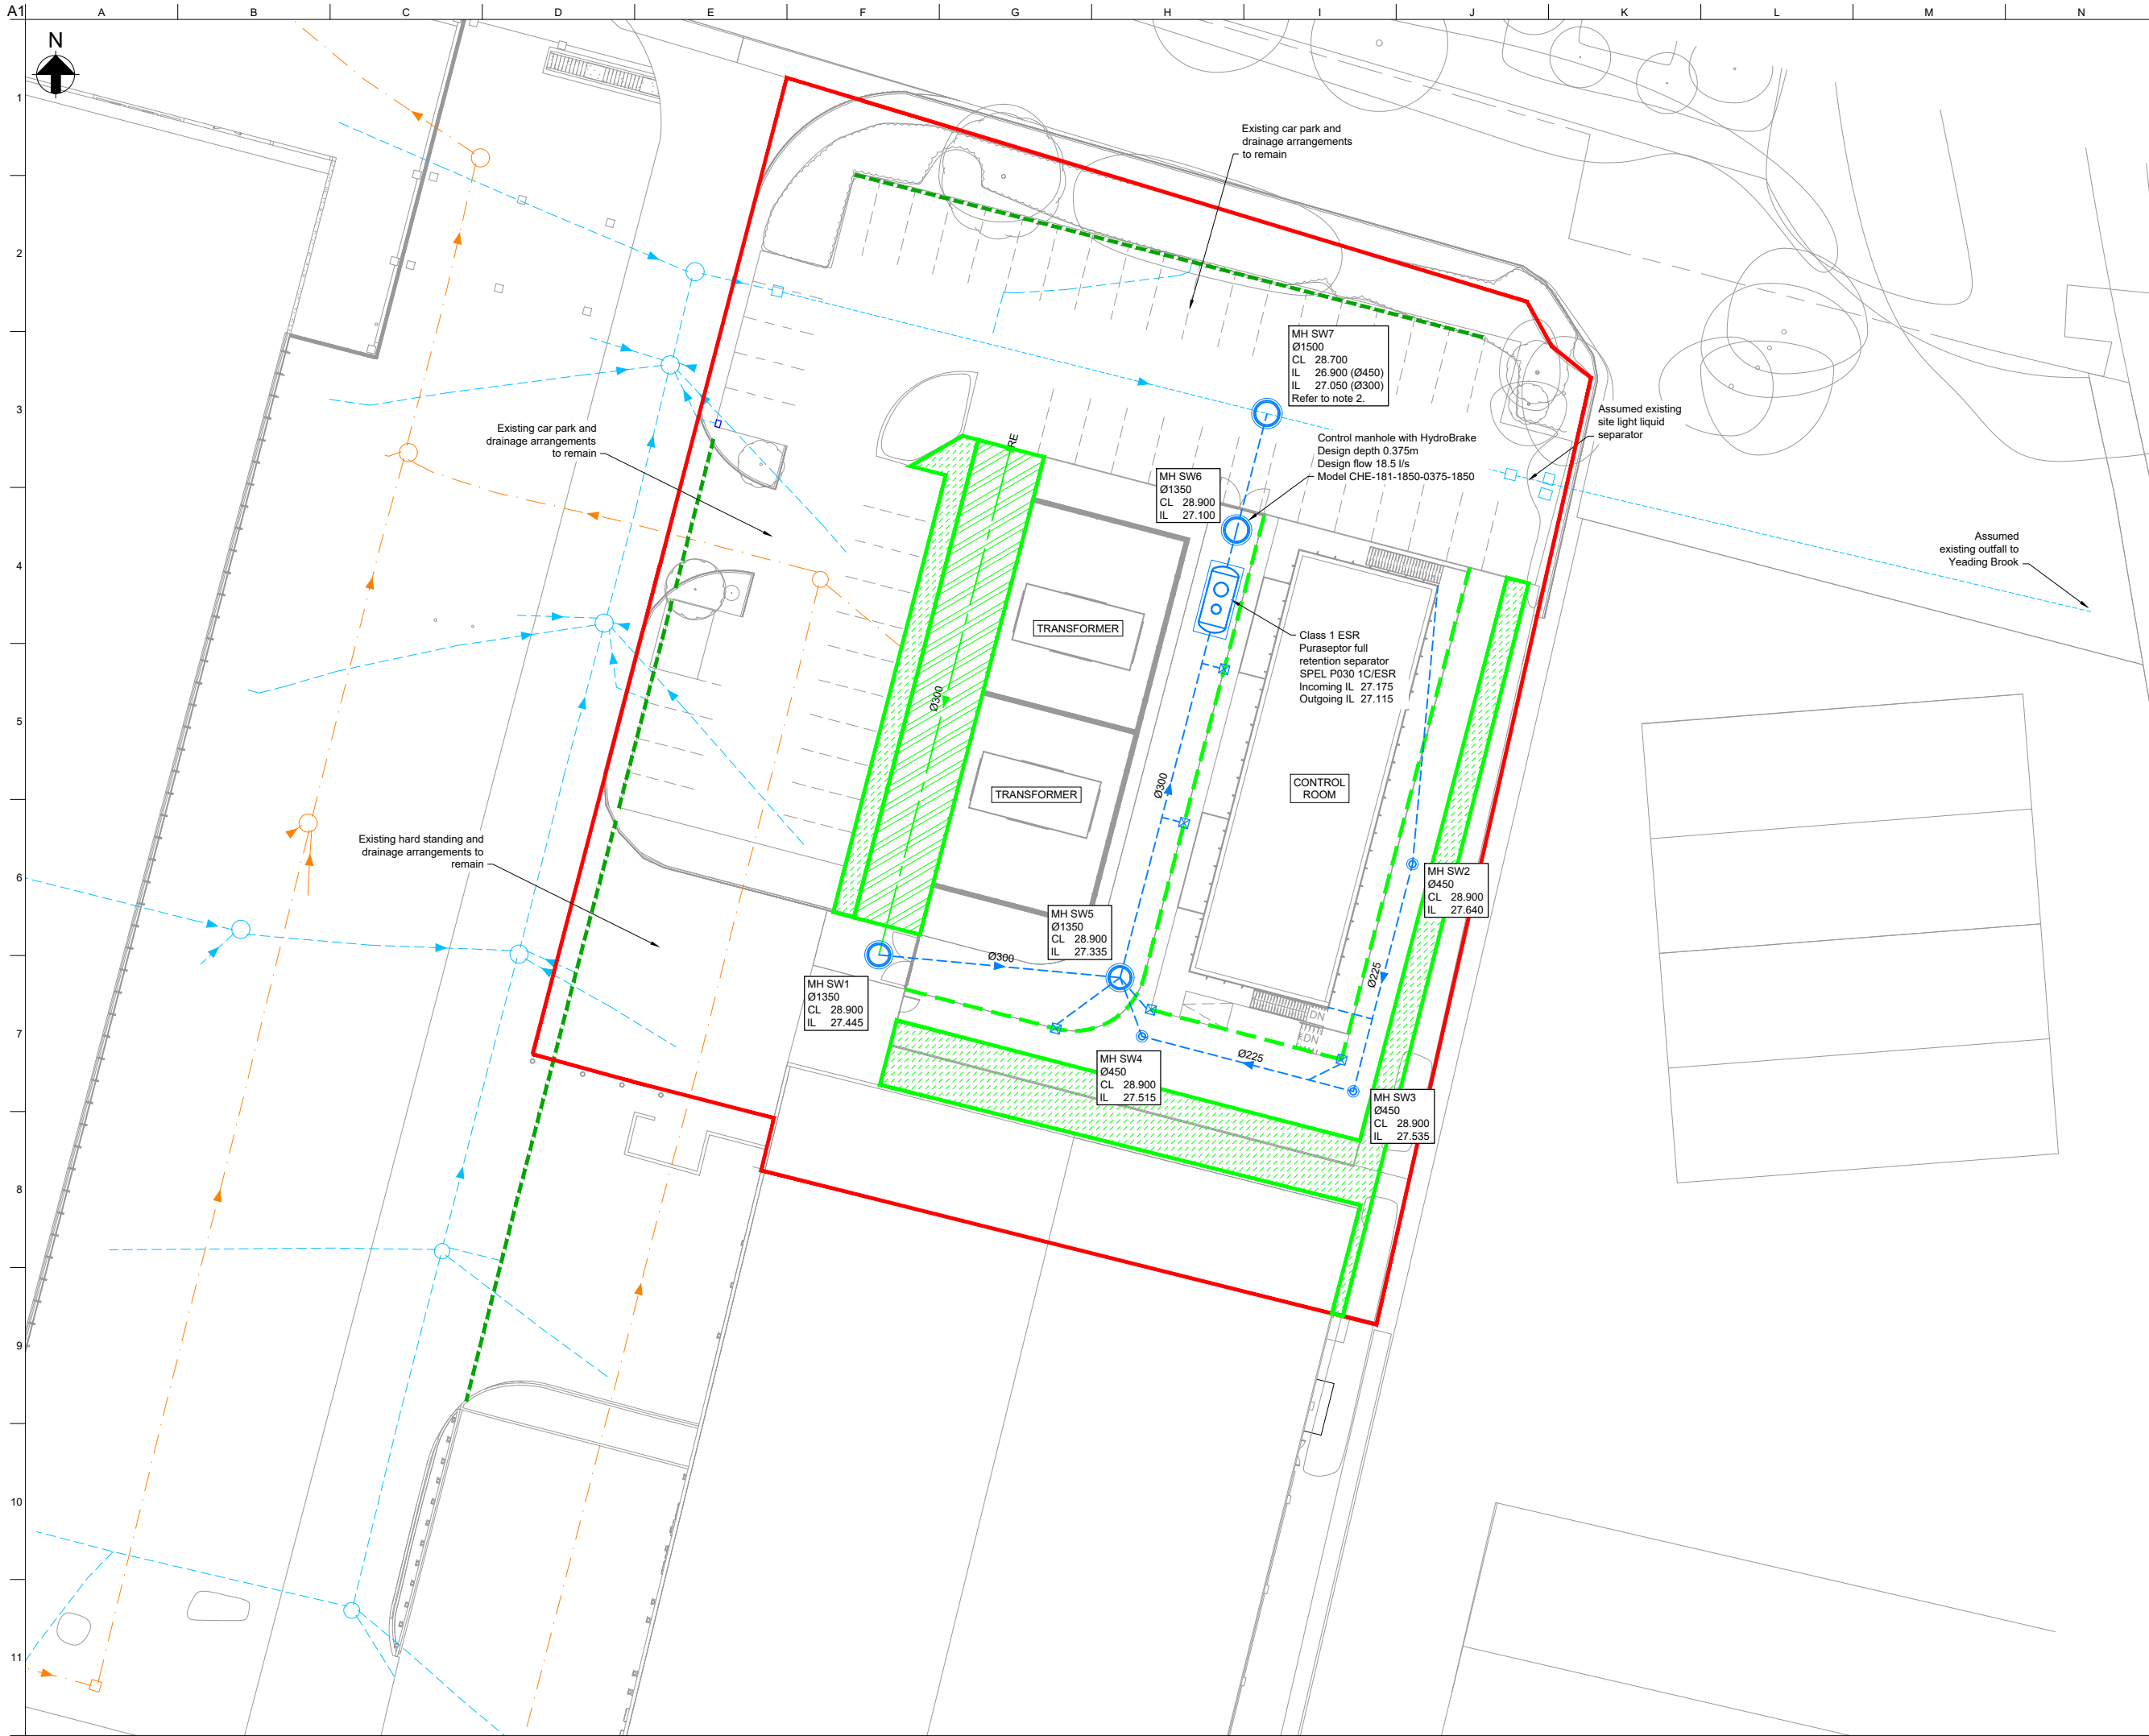 A1
A
B
C
D
E
F
G
H
I
J
K
L
M
N
N
1
2
3
4
5
6
7
8
9
10
11
Existing car park and
drainage arrangements
to remain
MH SW7
Ø1500
CL 28.700
IL 26.900 (Ø450)
IL 27.050 (Ø300)
Refer to note 2.
Assumed existing
site light liquid
separator
Existing car park and
drainage arrangements
to remain
RE
Control manhole with HydroBrake
Design depth 0.375m
Design flow 18.5 l/s
Model CHE-181-1850-0375-1850
MH SW6
Ø1350
CL 28.900
IL 27.100
Assumed
existing outfall to
Yeading Brook
TRANSFORMER
Class 1 ESR
Puraseptor full
retention separator
SPEL P030 1C/ESR
Incoming IL 27.175
Outgoing IL 27.115
Ø300
TRANSFORMER
Ø300
CONTROL
ROOM
Existing hard standing and
drainage arrangements to
remain
MH SW2
Ø450
CL 28.900
IL 27.640
MH SW5
Ø1350
CL 28.900
IL 27.335
Ø300
Ø225
MH SW1
Ø1350
CL 28.900
IL 27.445
DN
DN
Ø225
MH SW4
Ø450
CL 28.900
IL 27.515
MH SW3
Ø450
CL 28.900
IL 27.535